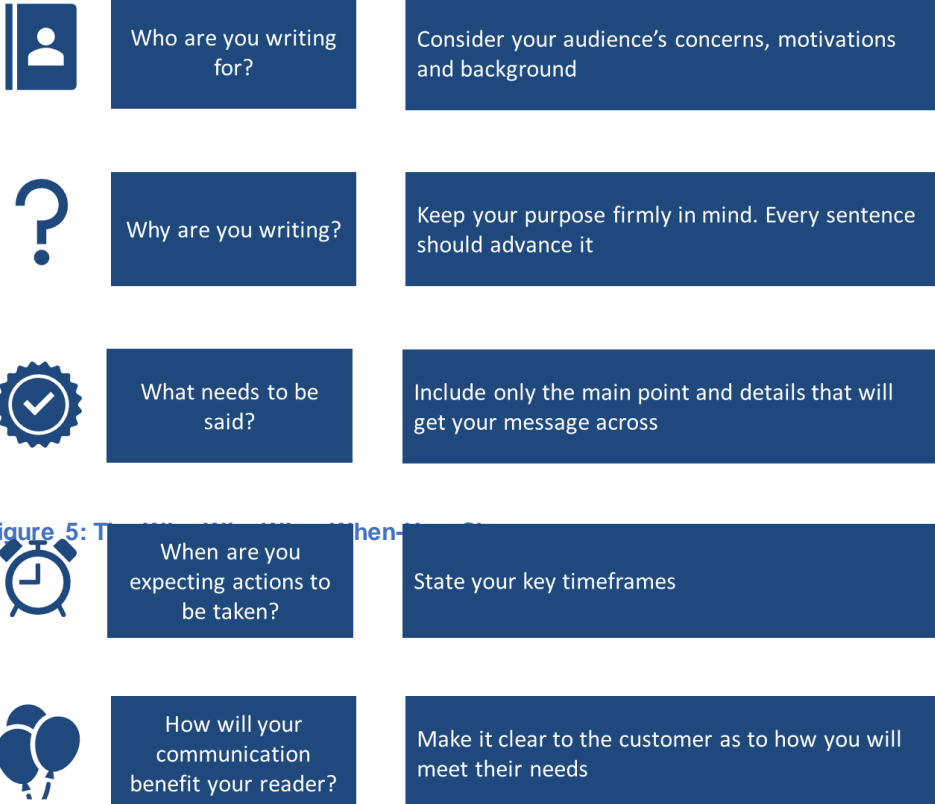 Who are you writing
for?
Consider your audience's concerns, motivations
and background
Why are you writing?
Keep your purpose firmly in mind. Every sentence
should advance it
What needs to be
said?
Include only the main point and details that will
get your message across
igure 5:
When are you
expecting actions to
be taken?
State your key timeframes
How will your
communication
benefit your reader?
Make it clear to the customer as to how you will
meet their needs